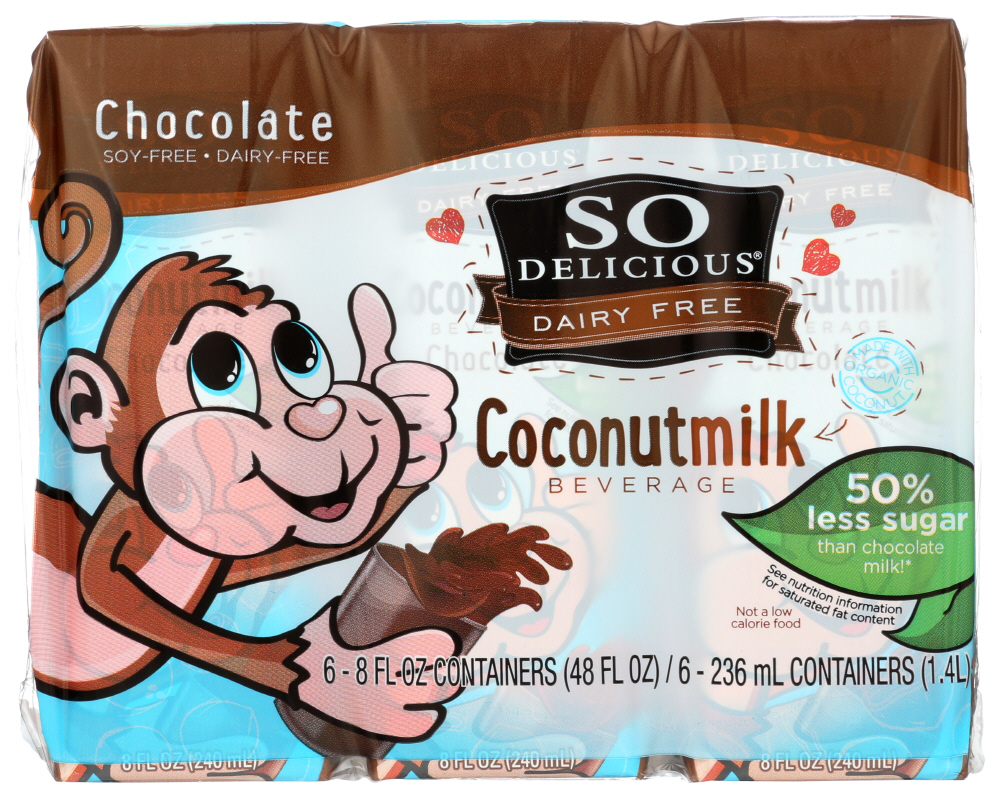 Chocolate
SOY-FREE • DAIRY-FREE
SO
DELICIOUS®
DAIRY FREE
MADE WITH
ORGANIC
COCONUT
Coconutmilk
BEVERAGE
50%
less sugar
than chocolate
milk!*
See nutrition information
for saturated fat content
Not a low
calorie food
6 - 8 FL OZ CONTAINERS (48 FL OZ) / 6 - 236 mL CONTAINERS (1.4L)
8 FL OZ (240 mL)
8 FL OZ (240 mL)
8 FL OZ (240 mL)